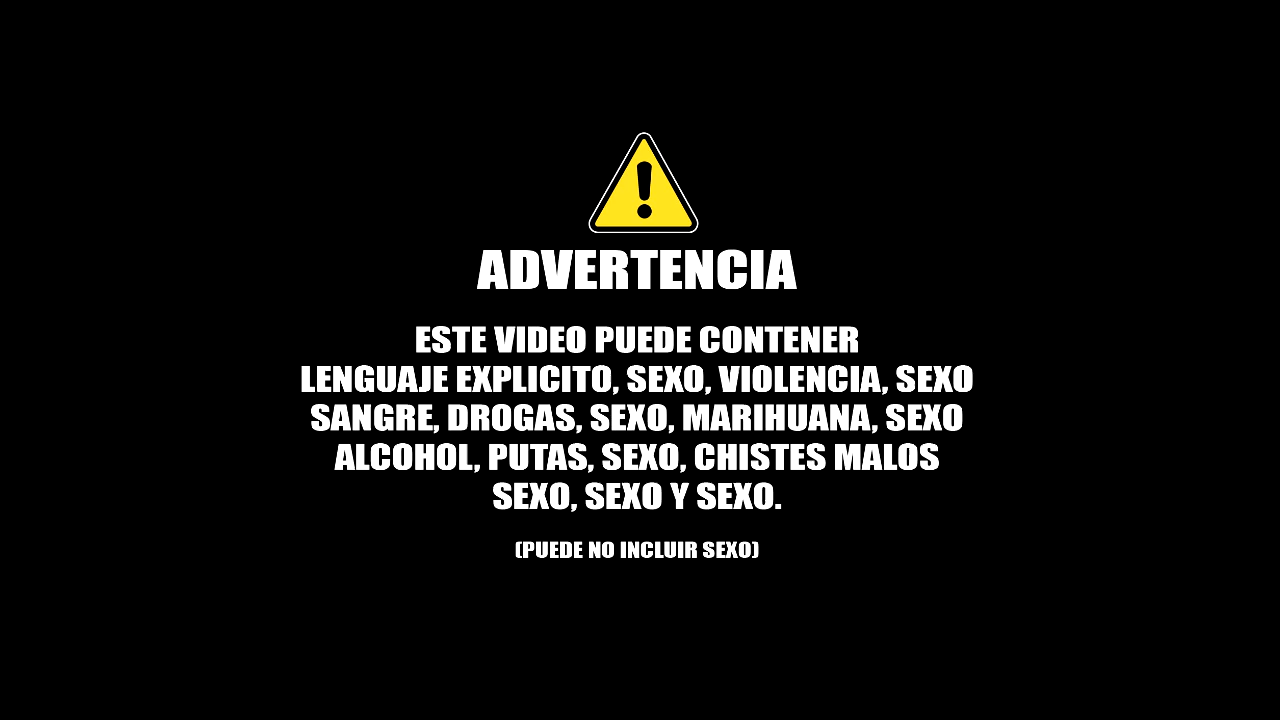 ADVERTENCIA
ESTE VIDEO PUEDE CONTENER
LENGUAJE EXPLICITO, SEXO, VIOLENCIA, SEXO
SANGRE, DROGAS, SEXO, MARIHUANA, SEXO
ALCOHOL, PUTAS, SEXO, CHISTES MALOS
SEXO, SEXO Y SEXO.
(PUEDE NO INCLUIR SEXO)